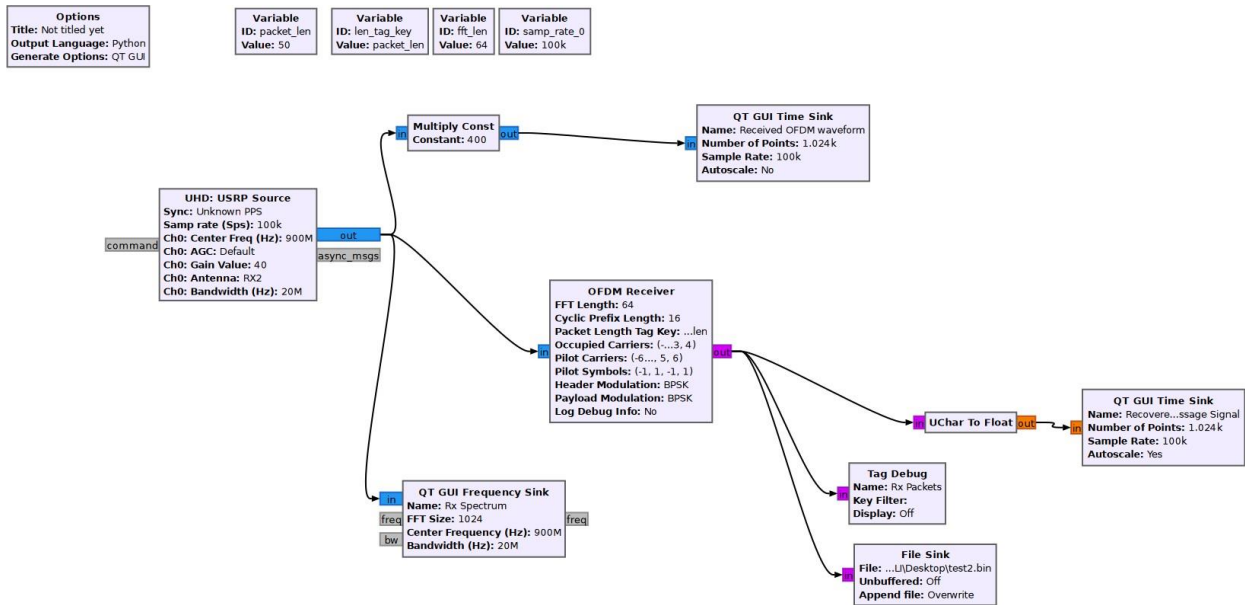 Options
Title: Not titled yet
Output Language: Python
Generate Options: QT GUI
Variable
ID: packet_len
Value: 50
Variable
ID: len_tag_key
Value: packet_len
Variable
ID: fft_len
Value: 64
Variable
ID: samp_rate_0
Value: 100k
in
Multiply Const
Constant: 400
out
QT GUI Time Sink
Name: Received OFDM waveform
Number of Points: 1.024k
Sample Rate: 100k
Autoscale: No
in
UHD: USRP Source
Sync: Unknown PPS
Samp rate (Sps): 100k
Ch0: Center Freq (Hz): 900M
Ch0: AGC: Default
Ch0: Gain Value: 40
Ch0: Antenna: RX2
Ch0: Bandwidth (Hz): 20M
command
out
async_msgs
OFDM Receiver
FFT Length: 64
Cyclic Prefix Length: 16
Packet Length Tag Key: ...len
Occupied Carriers: (-...3, 4)
Pilot Carriers: (-6..., 5, 6)
Pilot Symbols: (-1, 1, -1, 1)
Header Modulation: BPSK
Payload Modulation: BPSK
Log Debug Info: No
in
out
in
UChar To Float
out
QT GUI Time Sink
Name: Recovere...ssage Signal
Number of Points: 1.024k
Sample Rate: 100k
Autoscale: Yes
in
Tag Debug
Name: Rx Packets
Key Filter:
Display: Off
in
QT GUI Frequency Sink
Name: Rx Spectrum
FFT Size: 1024
Center Frequency (Hz): 900M
Bandwidth (Hz): 20M
in
freq
bw
freq
File Sink
File: ...LI\Desktop\test2.bin
Unbuffered: Off
Append file: Overwrite
in